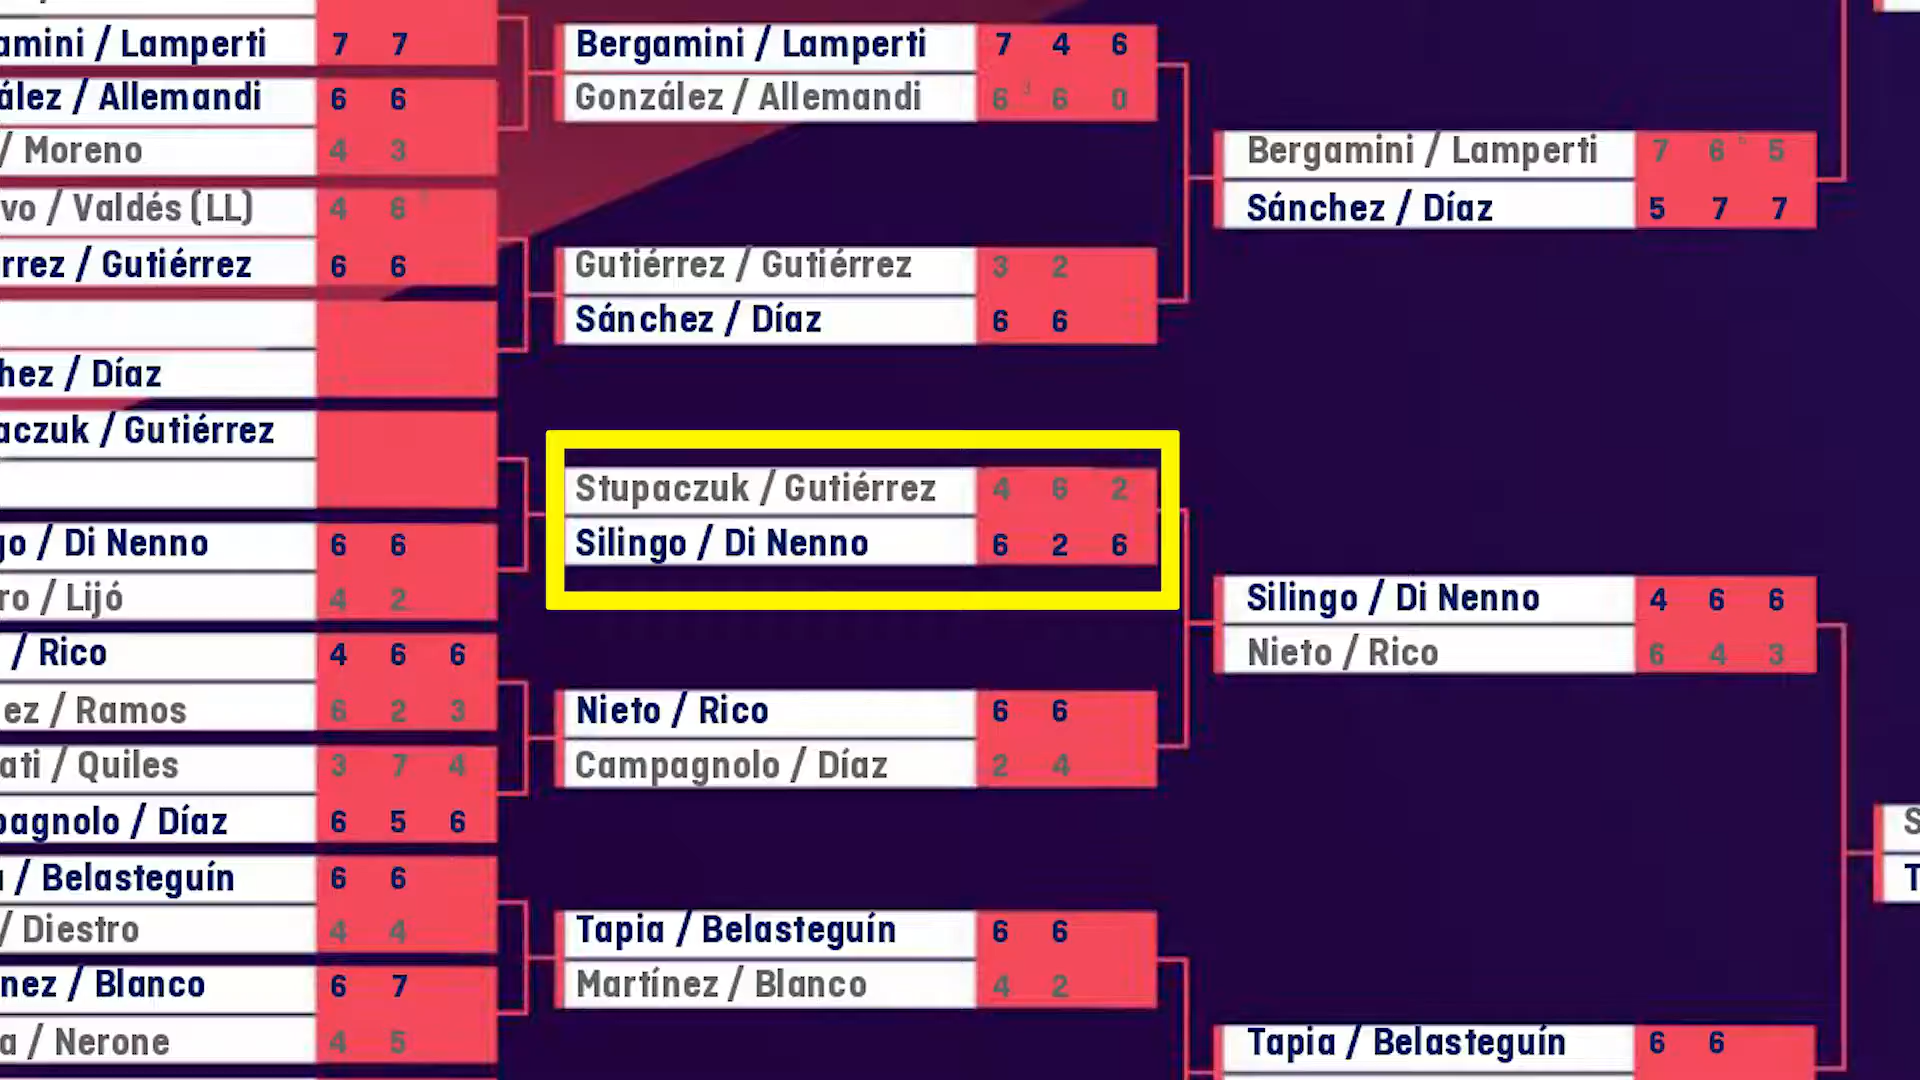 amini / Lamperti 7 7
ález / Allemandi 6 6
/ Moreno 4 3
vo / Valdés (LL) 4 6
rrez / Gutiérrez 6 6
hez / Díaz
aczuk / Gutiérrez
go / Di Nenno 6 6
ro / Lijó 4 2
/ Rico 4 6 6
ez / Ramos 6 2 3
ati / Quiles 3 7 4
pagnolo / Díaz 6 5 6
/ Belasteguín 6 6
/ Diestro 4 4
nez / Blanco 6 7
a / Nerone 4 5
Bergamini / Lamperti 7 4 6
González / Allemandi 6 3 6 0
Gutiérrez / Gutiérrez 3 2
Sánchez / Díaz 6 6
Stupaczuk / Gutiérrez 4 6 2
Silingo / Di Nenno 6 2 6
Nieto / Rico 6 6
Campagnolo / Díaz 2 4
Tapia / Belasteguín 6 6
Martínez / Blanco 4 2
Bergamini / Lamperti 7 6 5
Sánchez / Díaz 5 7 7
Silingo / Di Nenno 4 6 6
Nieto / Rico 6 4 3
Tapia / Belasteguín 6 6
S
T